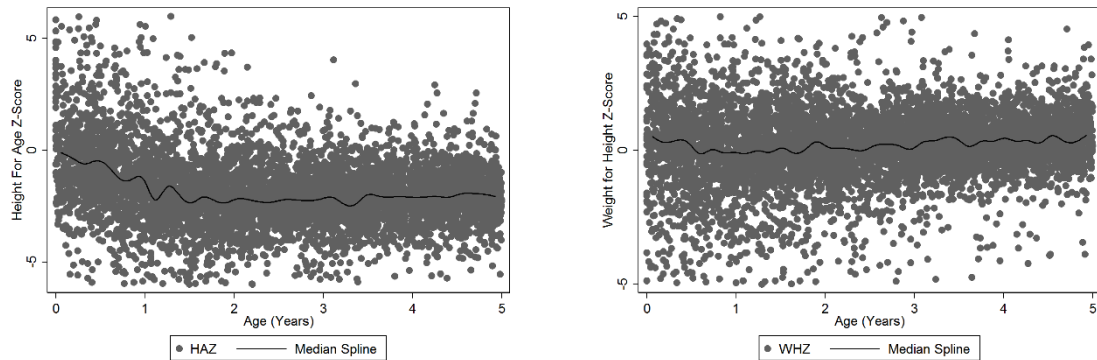 Height For Age Z-Score
5
0
-5
0 1 2 3 4 5
Age (Years)
HAZ Median Spline
Weight for Height Z-Score
5
0
-5
0 1 2 3 4 5
Age (Years)
WHZ Median Spline